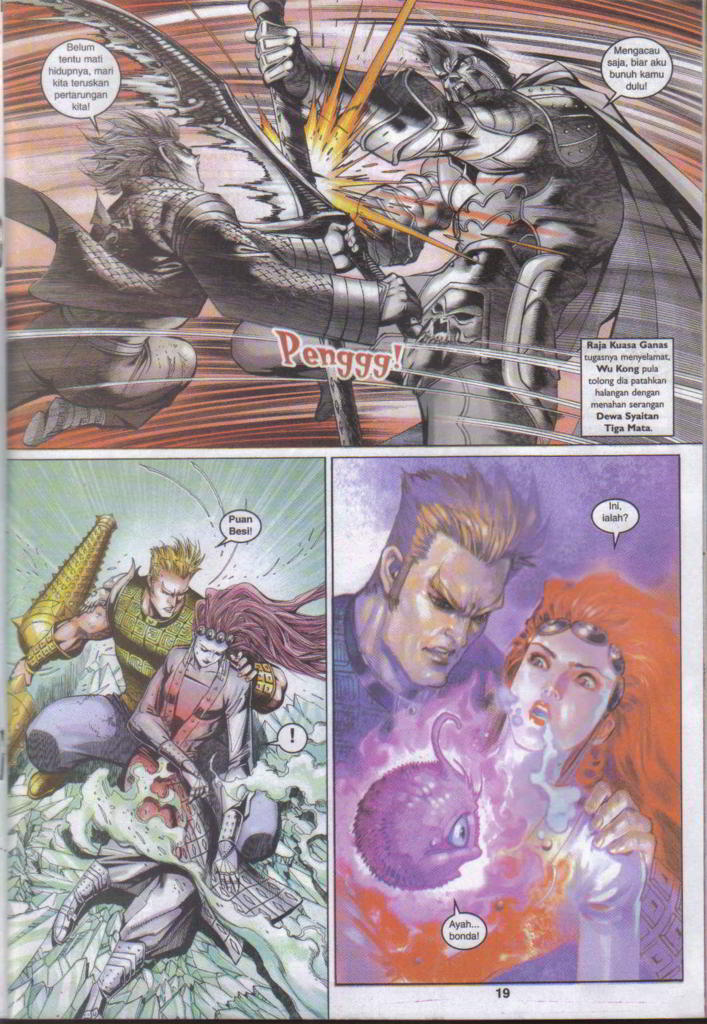 Belum
tentu mati
hidupnya, mari
kita teruskan
pertarungan
kita!
Mengacau
saja, biar aku
bunuh kamu
dulu!
Penggg!
Raja Kuasa Ganas
tugasnya menyelamat,
Wu Kong pula
tolong dia patahkan
halangan dengan
menahan serangan
Dewa Syaitan
Tiga Mata.
Puan
Besi!
!
Ini,
ialah?
Ayah...
bonda!
19